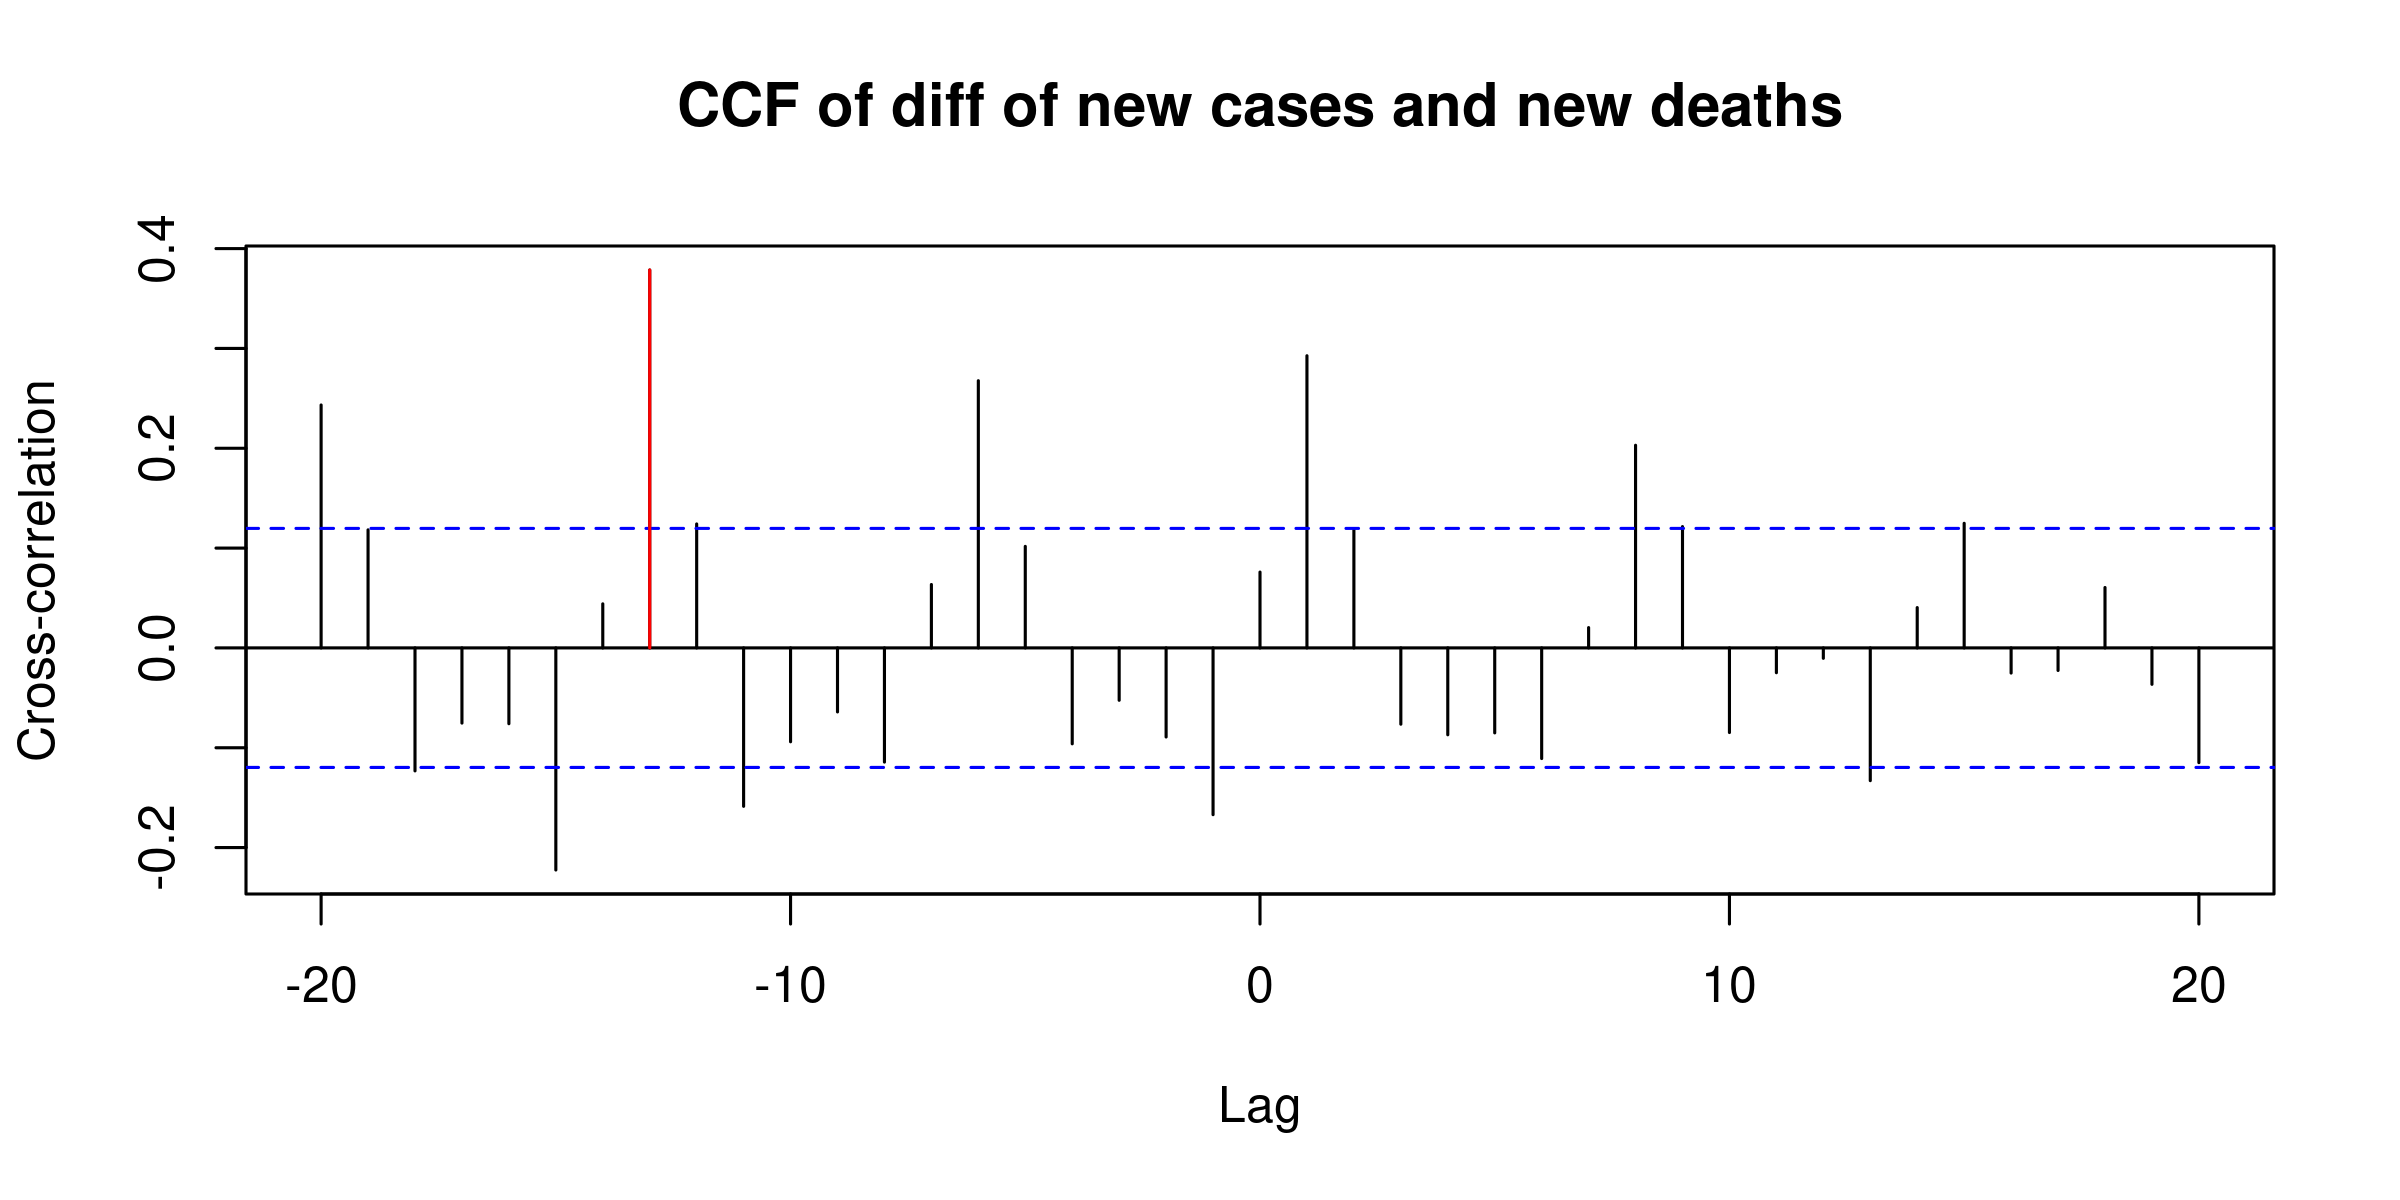 CCF of diff of new cases and new deaths
Cross-correlation
0.4
0.2
0.0
-0.2
-20 -10 0 10 20
Lag